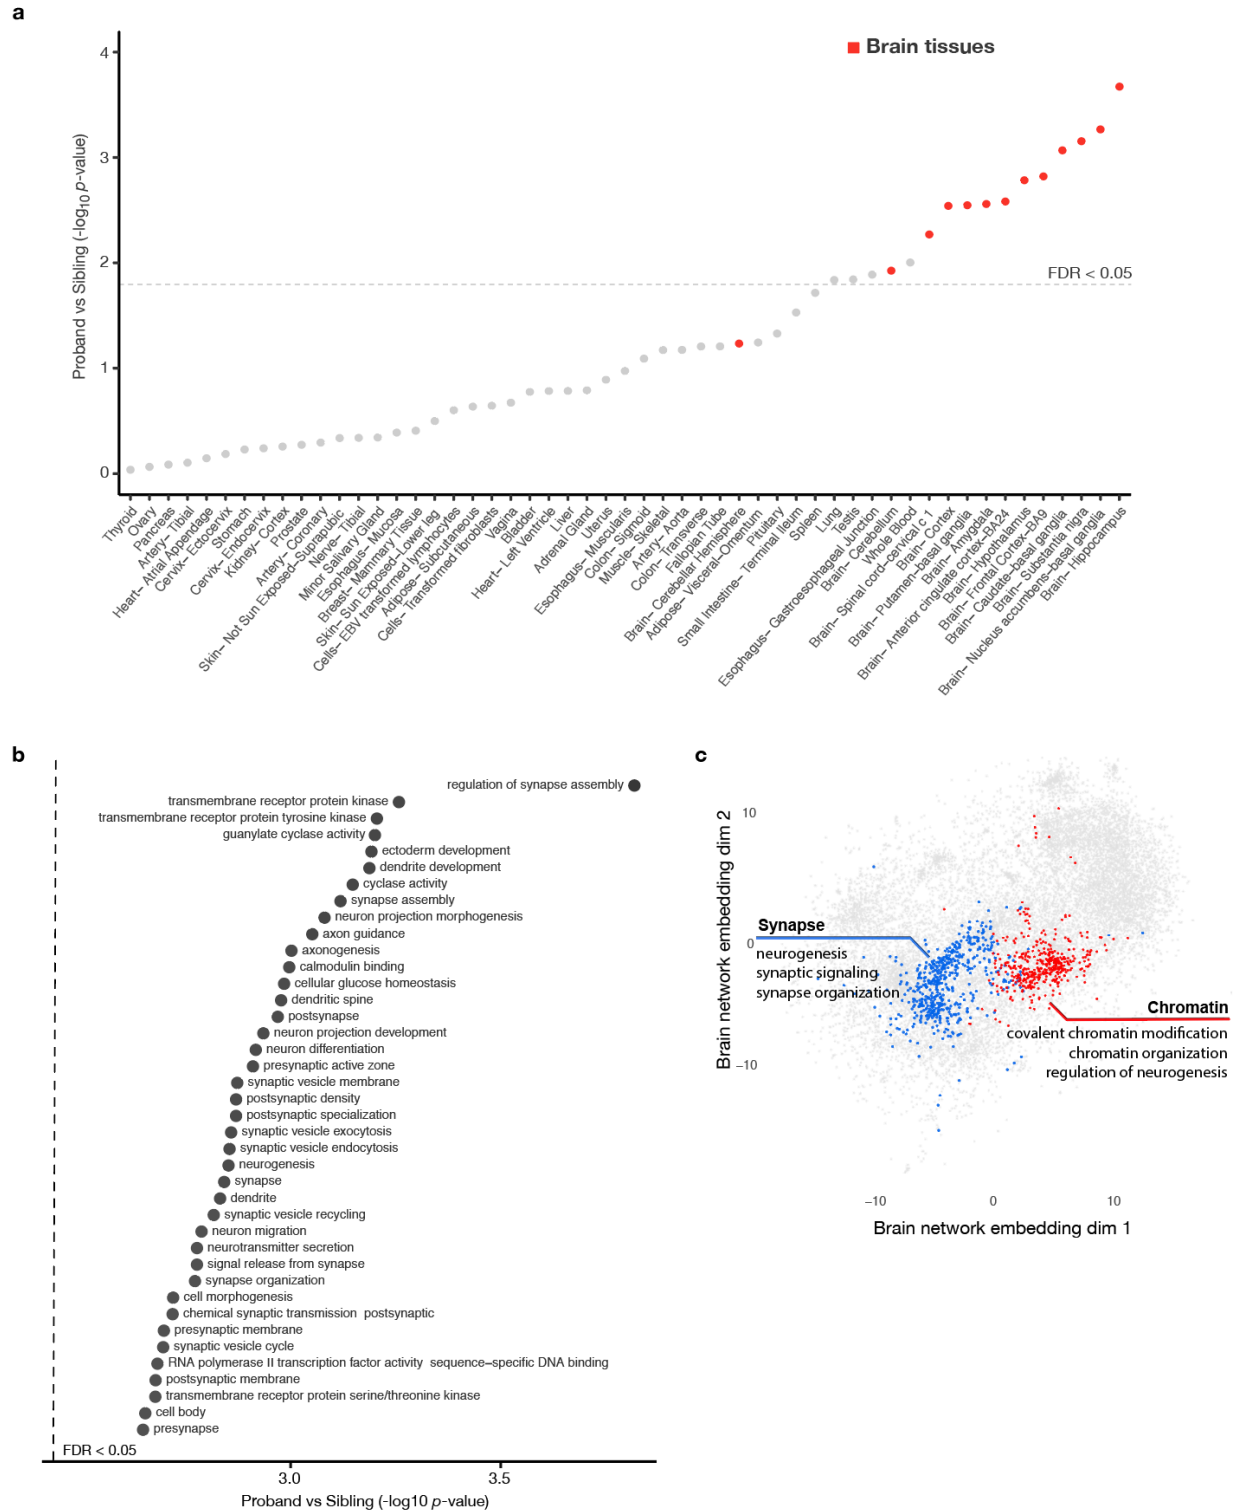 a
Brain tissues
4
3
2
1
0
Proband vs Sibling (-log10 p-value)
FDR < 0.05
Thyroid
Ovary
Pancreas
Artery– Tibial
Heart– Atrial Appendage
Cervix– Ectocervix
Stomach
Cervix– Endocervix
Kidney– Cortex
Prostate
Artery– Coronary
Skin– Not Sun Exposed–Suprapubic
Nerve– Tibial
Minor Salivary Gland
Esophagus– Mucosa
Breast– Mammary Tissue
Skin– Sun Exposed–Lower leg
Cells– EBV transformed lymphocytes
Adipose– Subcutaneous
Cells– Transformed fibroblasts
Vagina
Bladder
Heart– Left Ventricle
Liver
Adrenal Gland
Uterus
Esophagus– Muscularis
Colon– Sigmoid
Muscle– Skeletal
Artery– Aorta
Colon– Transverse
Fallopian Tube
Brain– Cerebellar Hemisphere
Adipose– Visceral–Omentum
Pituitary
Small Intestine– Terminal Ileum
Spleen
Lung
Testis
Esophagus– Gastroesophageal Junction
Brain– Cerebellum
Whole Blood
Brain– Spinal cord–cervical c 1
Brain– Cortex
Brain– Putamen–basal ganglia
Brain– Amygdala
Brain– Anterior cingulate cortex–BA24
Brain– Hypothalamus
Brain– Frontal Cortex–BA9
Brain– Caudate–basal ganglia
Brain– Substantia nigra
Brain– Nucleus accumbens–basal ganglia
Brain– Hippocampus
b
regulation of synapse assembly
transmembrane receptor protein kinase
transmembrane receptor protein tyrosine kinase
guanylate cyclase activity
ectoderm development
dendrite development
cyclase activity
synapse assembly
neuron projection morphogenesis
axon guidance
axonogenesis
calmodulin binding
cellular glucose homeostasis
dendritic spine
postsynapse
neuron projection development
neuron differentiation
presynaptic active zone
synaptic vesicle membrane
postsynaptic density
postsynaptic specialization
synaptic vesicle exocytosis
synaptic vesicle endocytosis
neurogenesis
synapse
dendrite
synaptic vesicle recycling
neuron migration
neurotransmitter secretion
signal release from synapse
synapse organization
cell morphogenesis
chemical synaptic transmission postsynaptic
presynaptic membrane
synaptic vesicle cycle
RNA polymerase II transcription factor activity sequence–specific DNA binding
postsynaptic membrane
transmembrane receptor protein serine/threonine kinase
cell body
presynapse
FDR < 0.05
3.0
3.5
Proband vs Sibling (-log10 p-value)
c
Brain network embedding dim 2
10
0
−10
Synapse
neurogenesis
synaptic signaling
synapse organization
Chromatin
covalent chromatin modification
chromatin organization
regulation of neurogenesis
−10
0
10
Brain network embedding dim 1